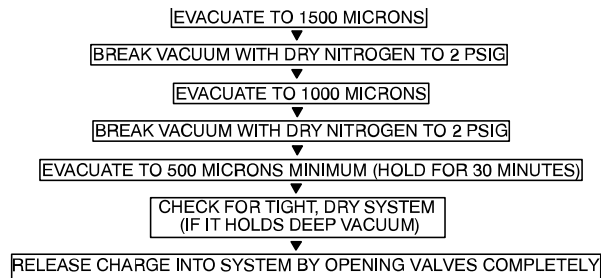 EVACUATE TO 1500 MICRONS
BREAK VACUUM WITH DRY NITROGEN TO 2 PSIG
EVACUATE TO 1000 MICRONS
BREAK VACUUM WITH DRY NITROGEN TO 2 PSIG
EVACUATE TO 500 MICRONS MINIMUM (HOLD FOR 30 MINUTES)
CHECK FOR TIGHT, DRY SYSTEM
(IF IT HOLDS DEEP VACUUM)
RELEASE CHARGE INTO SYSTEM BY OPENING VALVES COMPLETELY